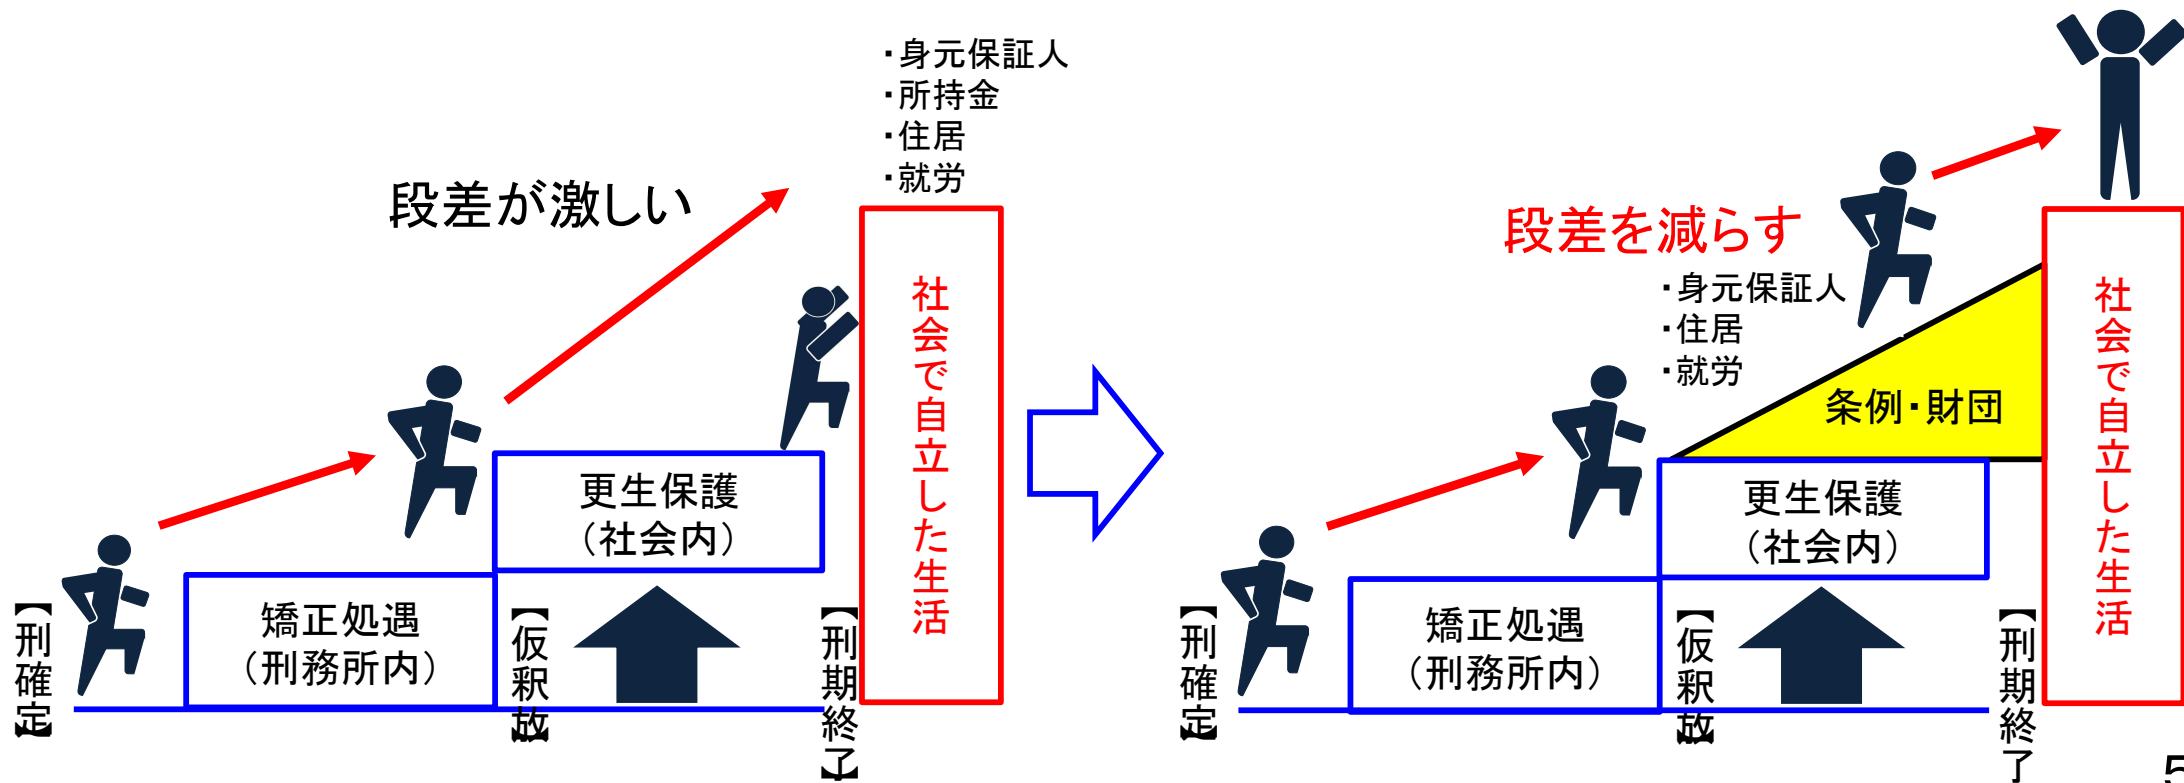 ・身元保証人
・所持金
・住居
・就労
段差が激しい
社会で自立した生活
更生保護
（社会内）
矯正処遇
（刑務所内）
【刑確定】
【仮釈放】
【刑期終了】
段差を減らす
・身元保証人
・住居
・就労
条例・財団
社会で自立した生活
更生保護
（社会内）
矯正処遇
（刑務所内）
【刑確定】
【仮釈放】
【刑期終了
5